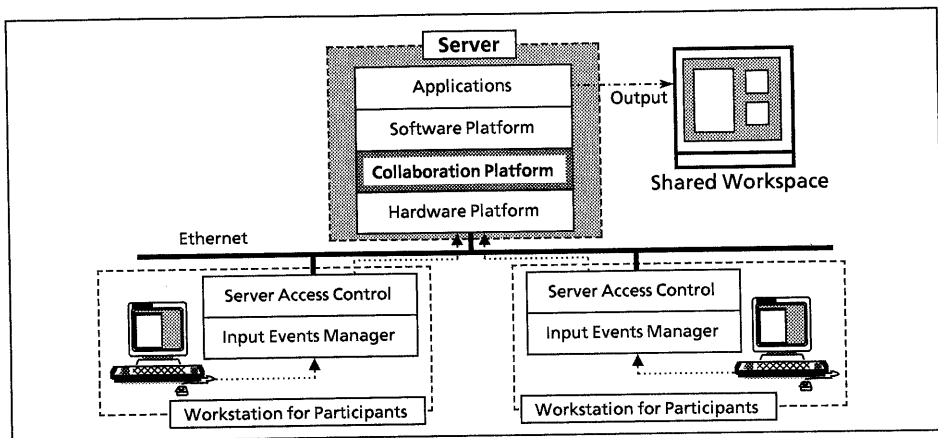 Server
Applications
Software Platform
Collaboration Platform
Hardware Platform
Output
Shared Workspace
Ethernet
Server Access Control
Input Events Manager
Workstation for Participants
Server Access Control
Input Events Manager
Workstation for Participants